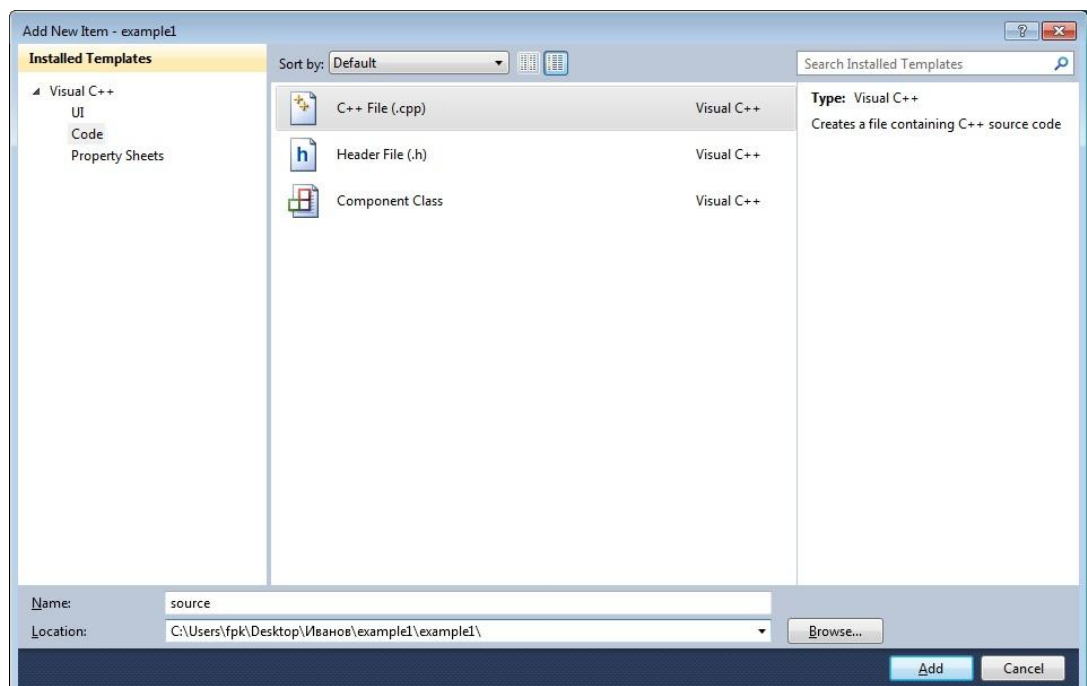 Add New Item - example1
Installed Templates
Sort by: Default
Search Installed Templates
Visual C++
UI
Code
Property Sheets
C++ File (.cpp) Visual C++
Header File (.h) Visual C++
Component Class Visual C++
Type: Visual C++
Creates a file containing C++ source code
Name: source
Location: C:\Users\fpk\Desktop\Иванов\example1\example1\
Browse...
Add Cancel